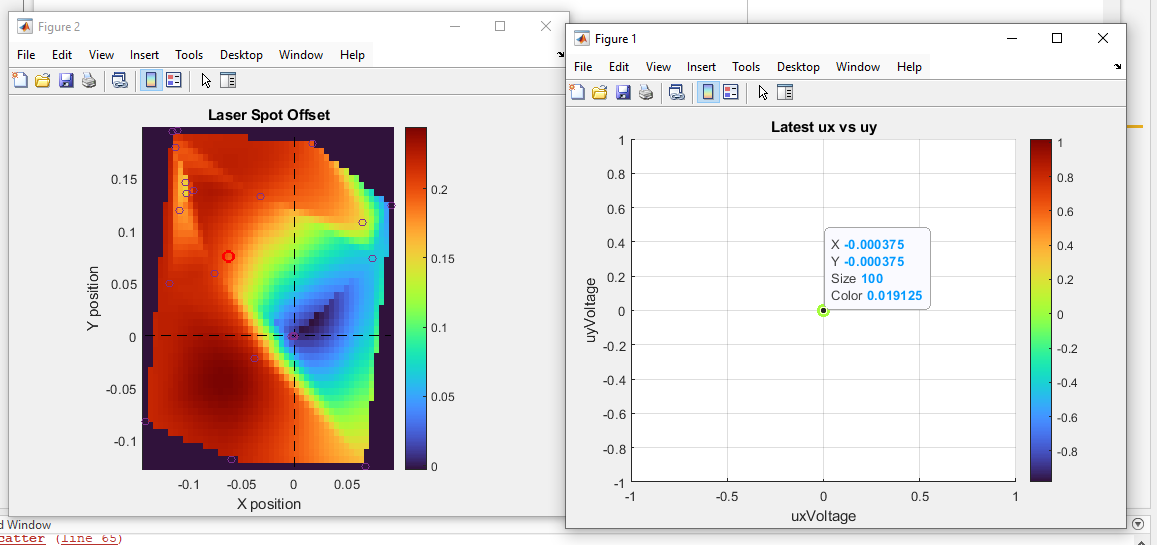 Figure 2
File Edit View Insert Tools Desktop Window Help
Laser Spot Offset
0.15
0.1
0.05
0
-0.05
-0.1
Y position
-0.1 -0.05 0 0.05
X position
0.2
0.15
0.1
0.05
0
Figure 1
File Edit View Insert Tools Desktop Window Help
Latest ux vs uy
1
0.8
0.6
0.4
0.2
0
-0.2
-0.4
-0.6
-0.8
-1
uyVoltage
X -0.000375
Y -0.000375
Size 100
Color 0.019125
-1 -0.5 0 0.5 1
uxVoltage
1
0.8
0.6
0.4
0.2
0
-0.2
-0.4
-0.6
-0.8
d Window
catter (line 65)